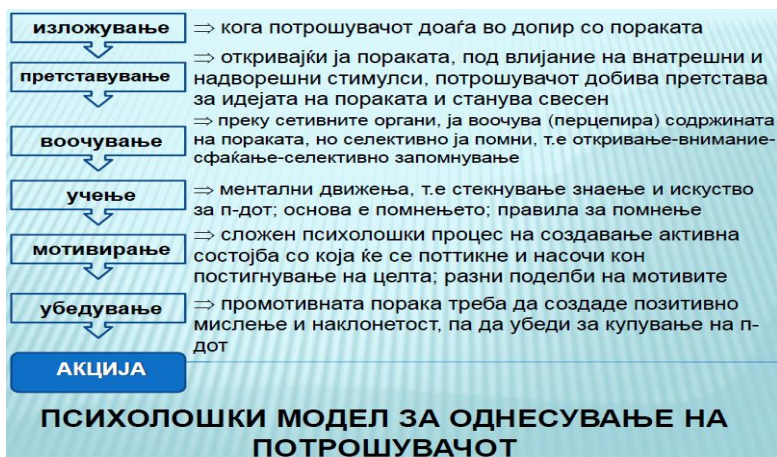 изложување
⇒ кога потрошувачот доаѓа во допир со пораката
претставување
⇒ откривајќи ја пораката, под влијание на внатрешни и
надворешни стимулси, потрошувачот добива претстава
за идејата на пораката и станува свесен
воочување
⇒ преку сетивните органи, ја воочува (перцепира) содржината
на пораката, но селективно ја помни, т.е откривање-внимание-
сфаќање-селективно запомнување
учење
⇒ ментални движења, т.е стекнување знаење и искуство
за п-дот; основа е помнењето; правила за помнење
мотивирање
⇒ сложен психолошки процес на создавање активна
состојба со која ќе се поттикне и насочи кон
постигнување на целта; разни поделби на мотивите
убедување
⇒ промотивната порака треба да создаде позитивно
мислење и наклонетост, па да убеди за купување на п-
дот
АКЦИЈА
ПСИХОЛОШКИ МОДЕЛ ЗА ОДНЕСУВАЊЕ НА
ПОТРОШУВАЧОТ